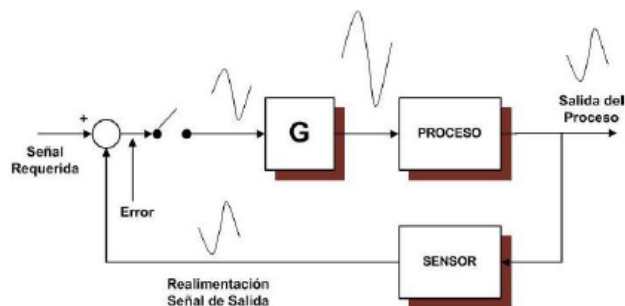 +
Señal
Requerida
Error
G
PROCESO
Salida del
Proceso
SENSOR
Realimentación
Señal de Salida